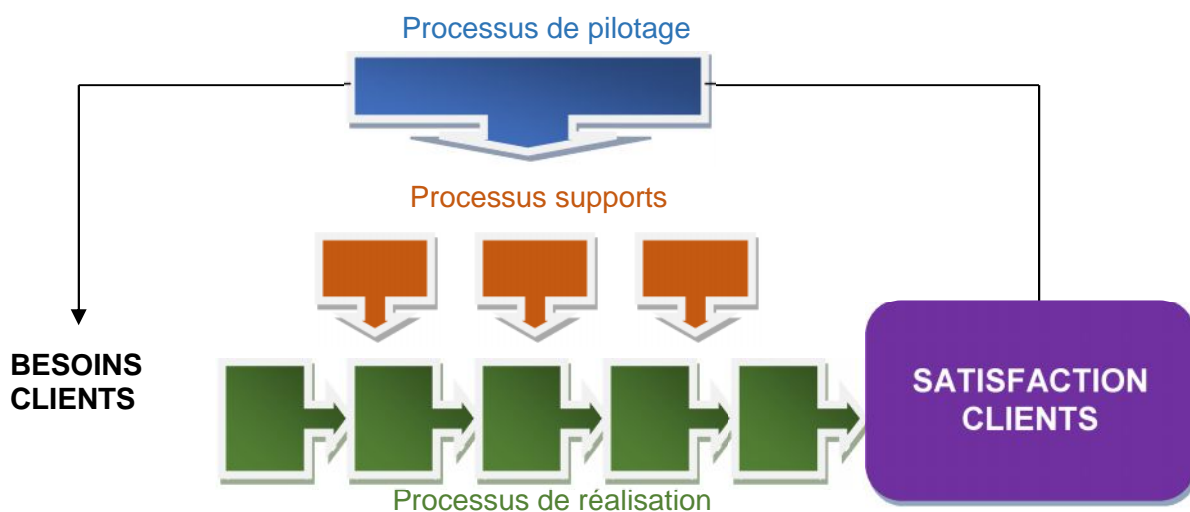 Processus de pilotage
Processus supports
BESOINS
CLIENTS
SATISFACTION
CLIENTS
Processus de réalisation